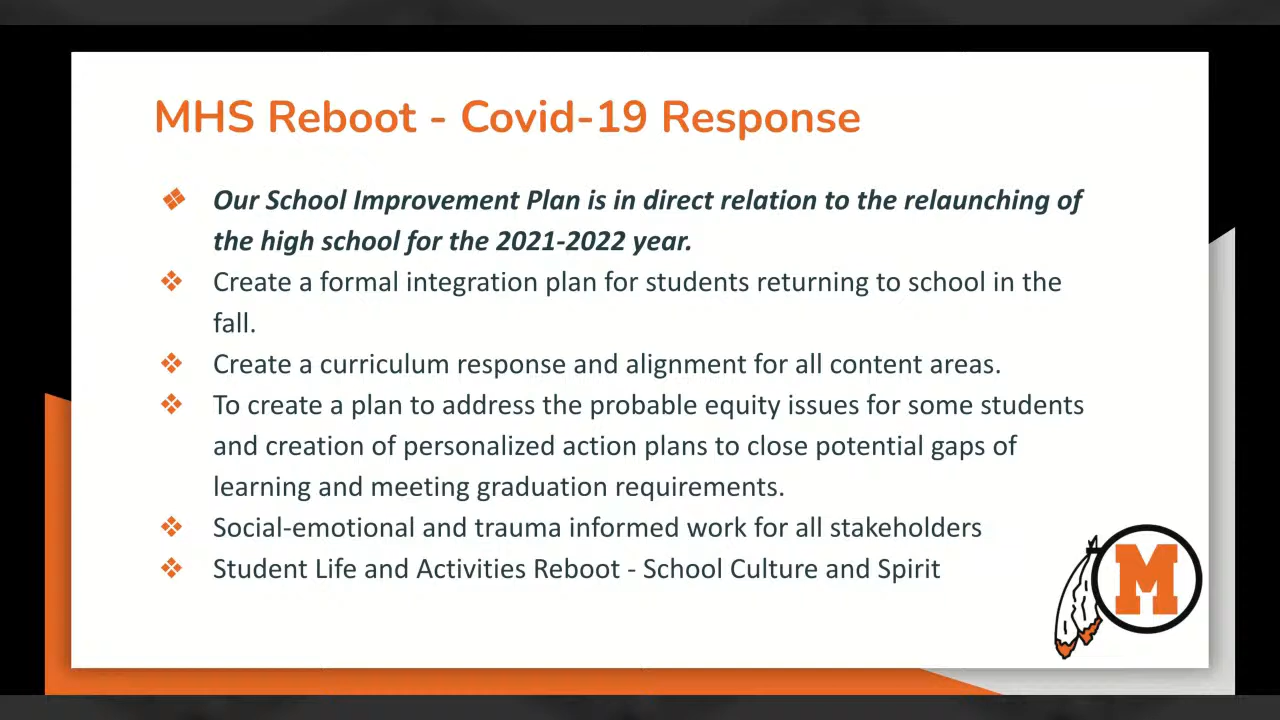 MHS Reboot - Covid-19 Response
❖ Our School Improvement Plan is in direct relation to the relaunching of
the high school for the 2021-2022 year.
❖ Create a formal integration plan for students returning to school in the
fall.
❖ Create a curriculum response and alignment for all content areas.
❖ To create a plan to address the probable equity issues for some students
and creation of personalized action plans to close potential gaps of
learning and meeting graduation requirements.
❖ Social-emotional and trauma informed work for all stakeholders
❖ Student Life and Activities Reboot - School Culture and Spirit
M